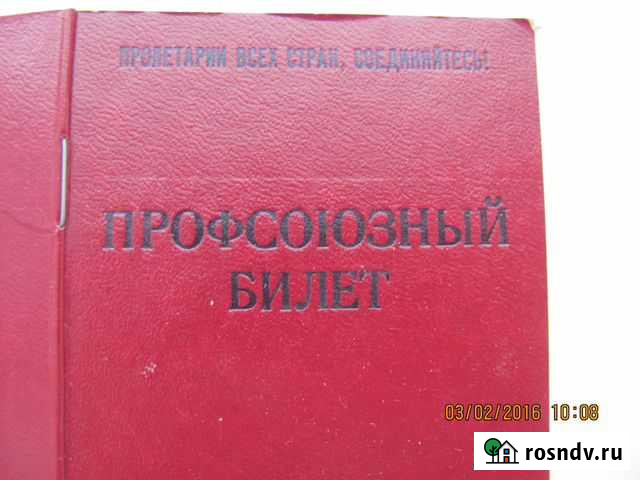 ПРОЛЕТАРИИ ВСЕХ СТРАН, СОЕДИНЯЙТЕСЬ!
ПРОФСОЮЗНЫЙ
БИЛЕТ
03/02/2016 10:08
rosndv.ru